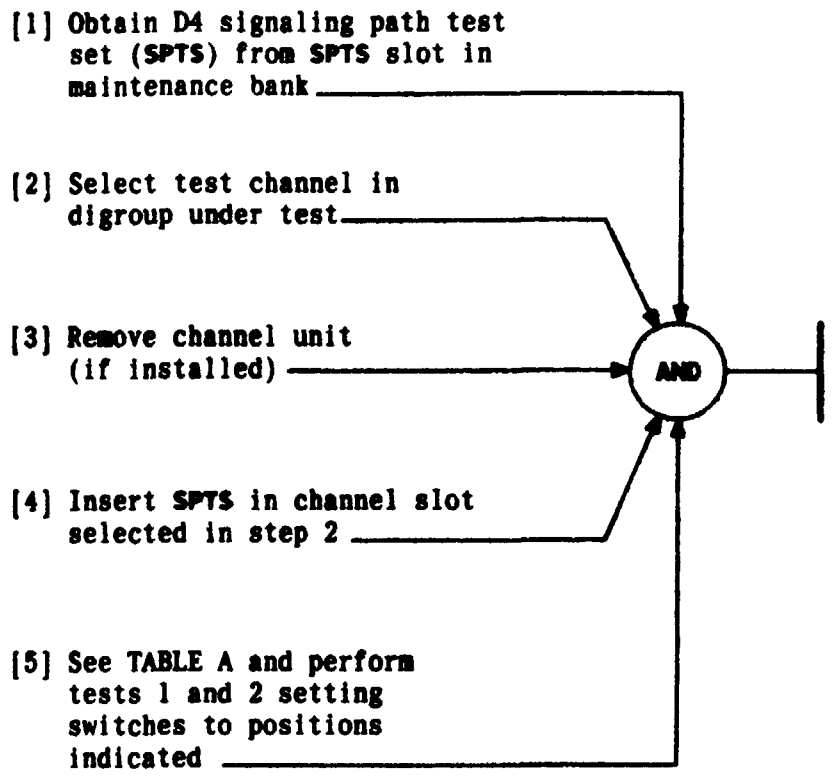 [1] Obtain D4 signaling path test
set (SPTS) from SPTS slot in
maintenance bank
[2] Select test channel in
digroup under test
[3] Remove channel unit
(if installed)
AND
[4] Insert SPTS in channel slot
selected in step 2
[5] See TABLE A and perform
tests 1 and 2 setting
switches to positions
indicated